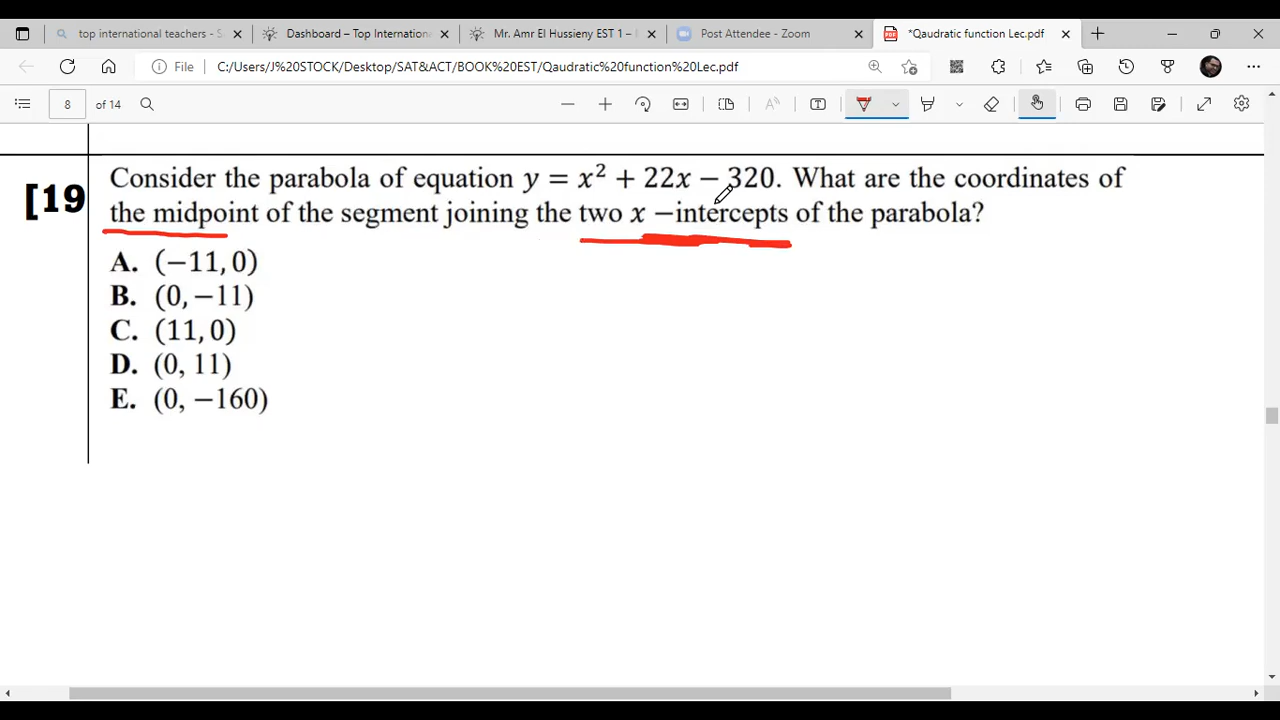 top international teachers - S
Dashboard – Top Internation
Mr. Amr El Hussieny EST 1 –
Post Attendee - Zoom
*Qaudratic function Lec.pdf
File
C:/Users/J%20STOCK/Desktop/SAT&ACT/BOOK%20EST/Qaudratic%20function%20Lec.pdf
8 of 14
[19
Consider the parabola of equation y = x² + 22x − 320. What are the coordinates of
the midpoint of the segment joining the two x −intercepts of the parabola?
A. (−11, 0)
B. (0, −11)
C. (11, 0)
D. (0, 11)
E. (0, −160)